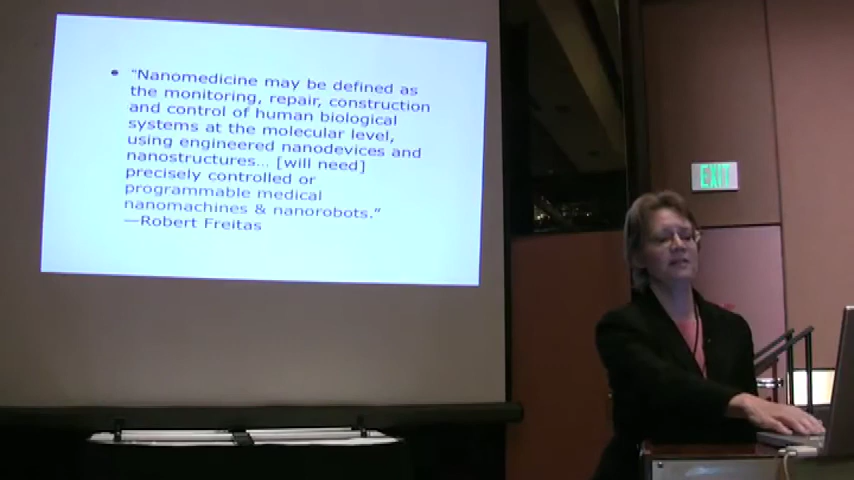 • "Nanomedicine may be defined as
the monitoring, repair, construction
and control of human biological
systems at the molecular level,
using engineered nanodevices and
nanostructures... [will need]
precisely controlled or
programmable medical
nanomachines & nanorobots."
—Robert Freitas
EXIT